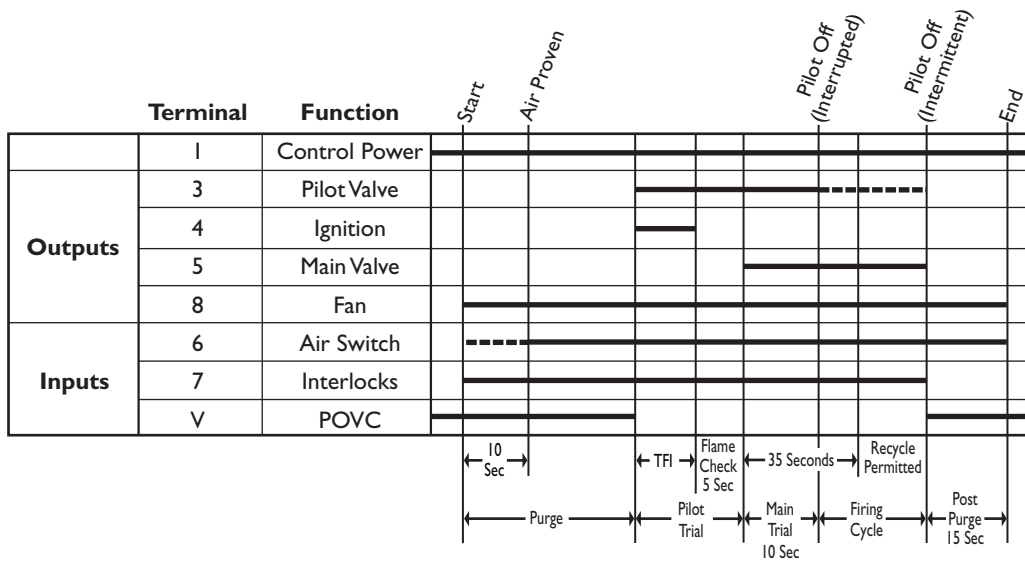 Start
Air Proven
Pilot Off
(Interrupted)
Pilot Off
(Intermittent)
End
Terminal Function
1 Control Power
Outputs
3 Pilot Valve
4 Ignition
5 Main Valve
8 Fan
Inputs
6 Air Switch
7 Interlocks
V POVC
10
Sec
TFI
Flame
Check
5 Sec
35 Seconds
Recycle
Permitted
Purge
Pilot
Trial
Main
Trial
10 Sec
Firing
Cycle
Post
Purge
15 Sec